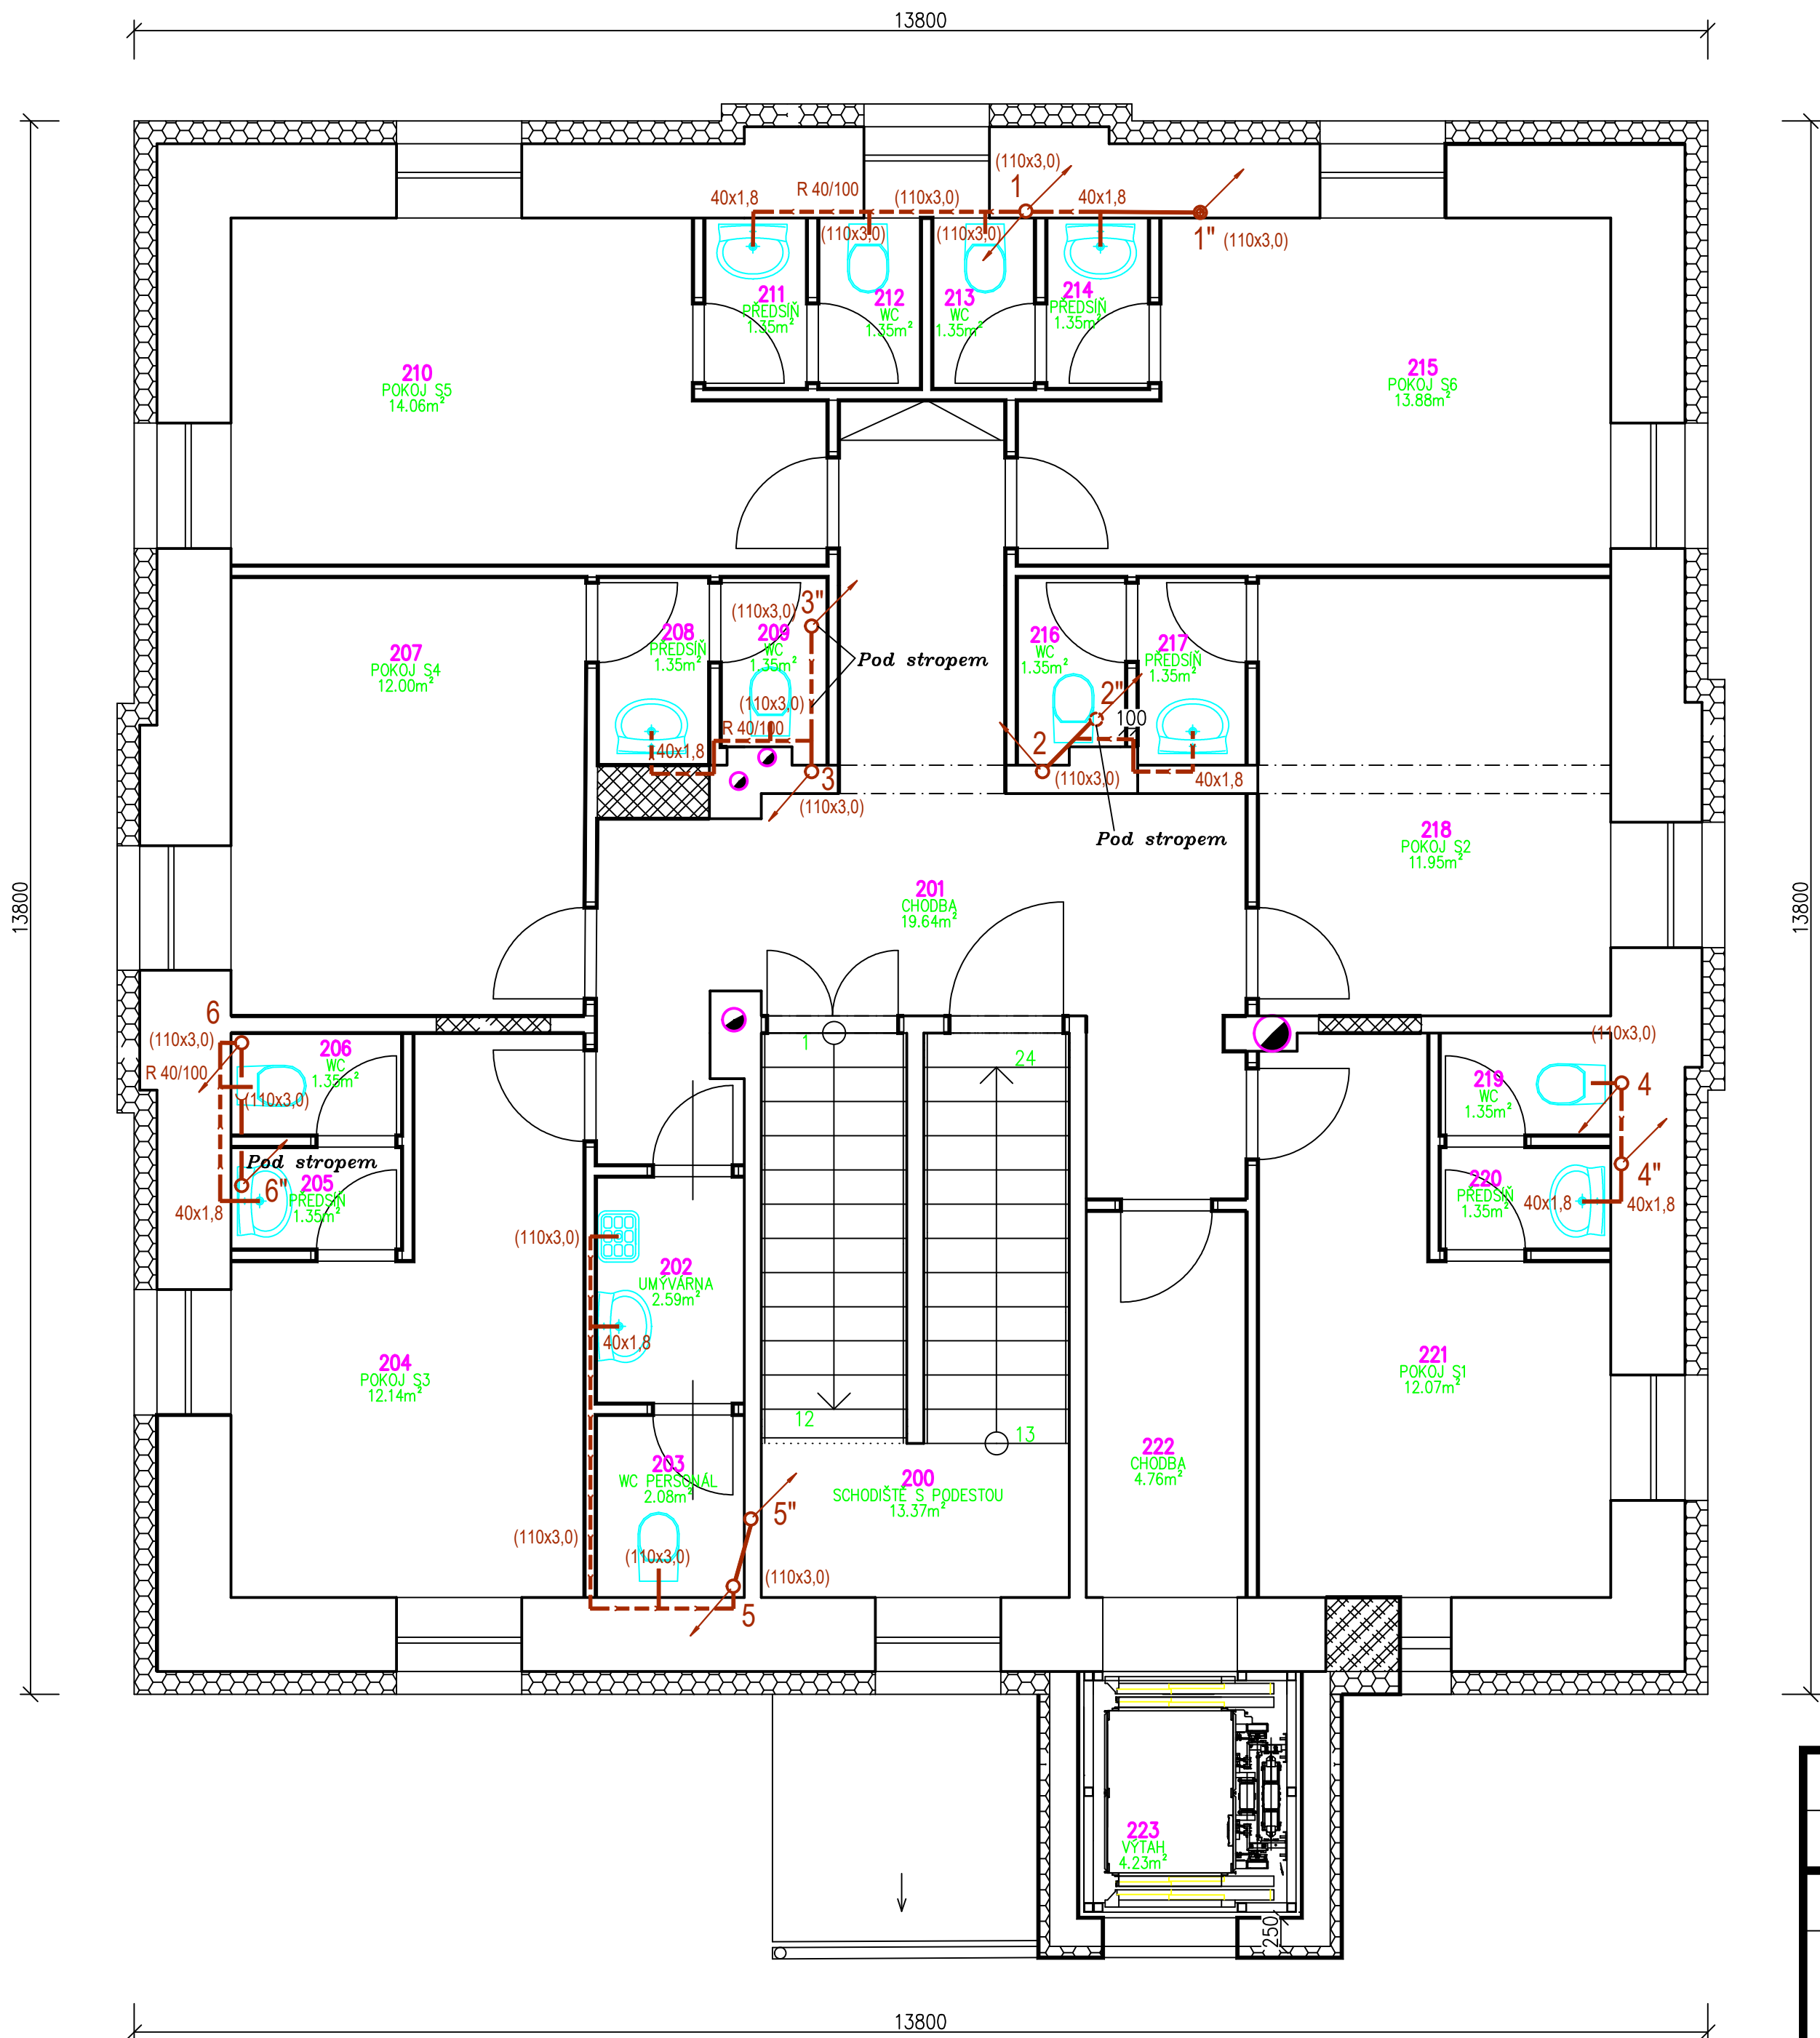 13800
(110x3,0)
1
40x1,8
R 40/100
(110x3,0)
40x1,8
(110x3,0)
(110x3,0)
1" (110x3,0)
211
PŘEDSÍŇ
1.35m²
212
WC
1.35m²
213
WC
1.35m²
214
PŘEDSÍŇ
1.35m²
210
POKOJ S5
14.06m²
215
POKOJ S6
13.88m²
(110x3,0)
3"
207
POKOJ S4
12.00m²
208
PŘEDSÍŇ
1.35m²
209
WC
1.35m²
Pod stropem
216
WC
1.35m²
217
PŘEDSÍŇ
1.35m²
(110x3,0)
R 40/100
40x1,8
3
(110x3,0)
2"
100
2
(110x3,0)
40x1,8
Pod stropem
218
POKOJ S2
11.95m²
201
CHODBA
19.64m²
13800
13800
6
(110x3,0)
R 40/100
206
WC
1.35m²
(110x3,0)
Pod stropem
6"
205
PŘEDSÍŇ
1.35m²
40x1,8
1
24
(110x3,0)
219
WC
1.35m²
4
4"
220
PŘEDSÍŇ
1.35m²
40x1,8
40x1,8
(110x3,0)
202
UMÝVÁRNA
2.59m²
40x1,8
204
POKOJ S3
12.14m²
221
POKOJ S1
12.07m²
12
13
203
WC PERSONÁL
2.08m²
200
SCHODIŠTĚ S PODESTOU
13.37m²
222
CHODBA
4.76m²
5"
(110x3,0)
(110x3,0)
(110x3,0)
5
223
VÝTAH
4.23m²
250
13800